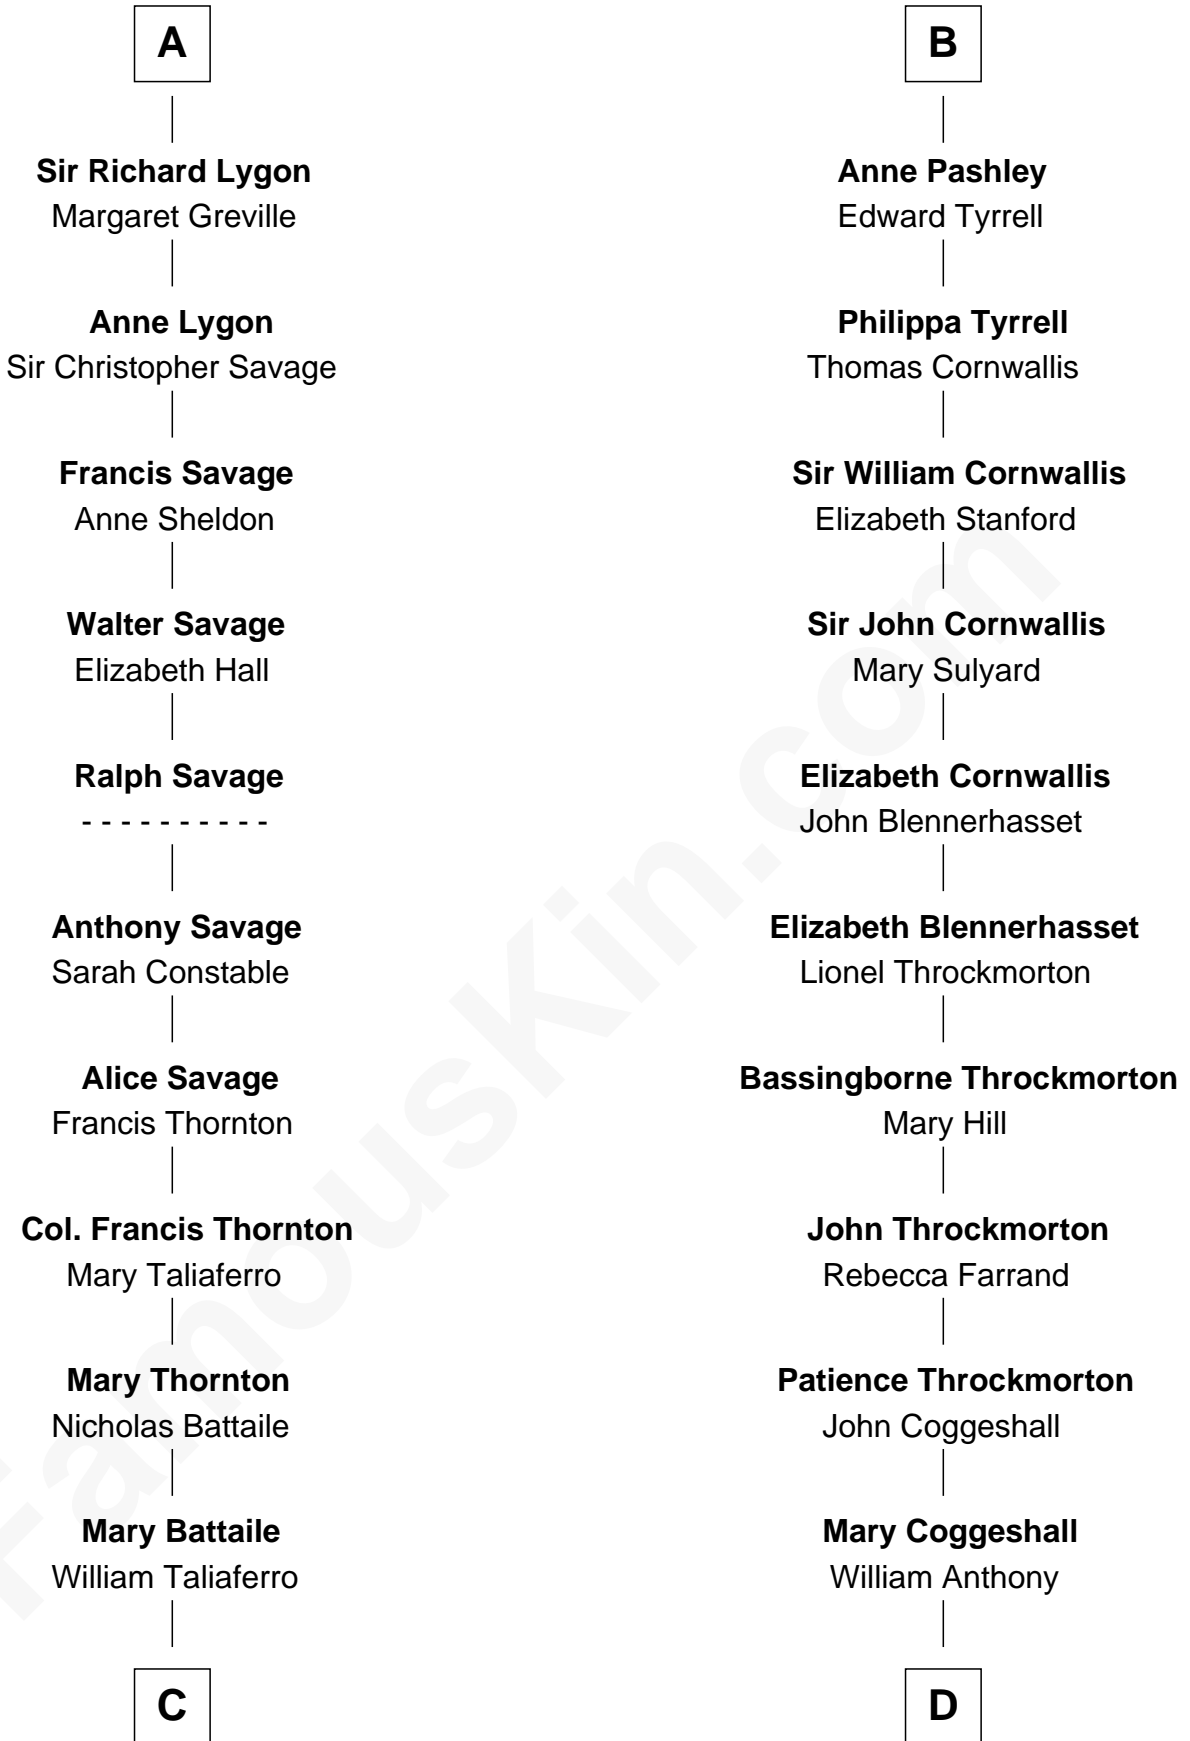 A
Sir Richard Lygon
Margaret Greville
Anne Lygon
Sir Christopher Savage
Francis Savage
Anne Sheldon
Walter Savage
Elizabeth Hall
Ralph Savage
- - - - - - - - - -
Anthony Savage
Sarah Constable
Alice Savage
Francis Thornton
Col. Francis Thornton
Mary Taliaferro
Mary Thornton
Nicholas Battaile
Mary Battaile
William Taliaferro
C
B
Anne Pashley
Edward Tyrrell
Philippa Tyrrell
Thomas Cornwallis
Sir William Cornwallis
Elizabeth Stanford
Sir John Cornwallis
Mary Sulyard
Elizabeth Cornwallis
John Blennerhasset
Elizabeth Blennerhasset
Lionel Throckmorton
Bassingborne Throckmorton
Mary Hill
John Throckmorton
Rebecca Farrand
Patience Throckmorton
John Coggeshall
Mary Coggeshall
William Anthony
D
FamousKin.com